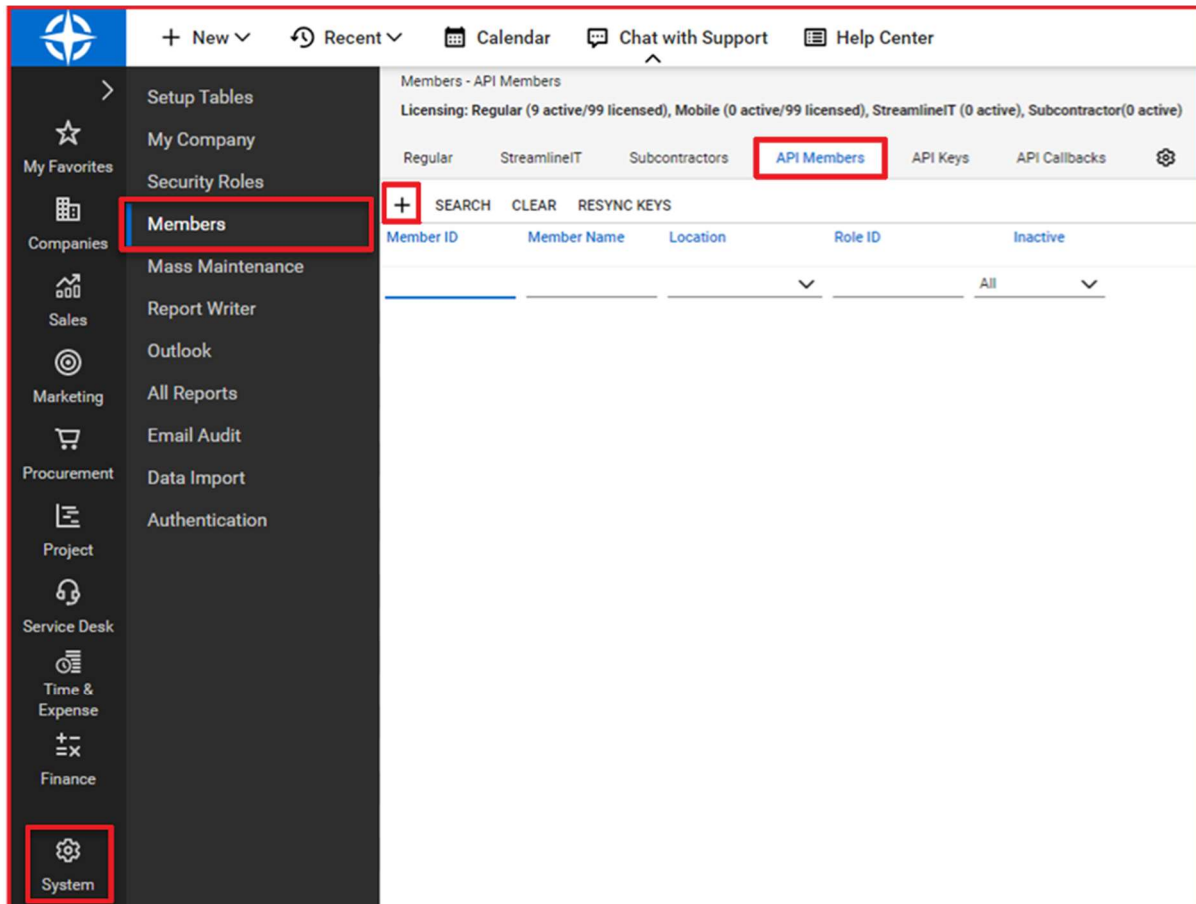 New
Recent
Calendar
Chat with Support
Help Center
My Favorites
Companies
Sales
Marketing
Procurement
Project
Service Desk
Time &
Expense
Finance
System
Setup Tables
My Company
Security Roles
Members
Mass Maintenance
Report Writer
Outlook
All Reports
Email Audit
Data Import
Authentication
Members - API Members
Licensing: Regular (9 active/99 licensed), Mobile (0 active/99 licensed), StreamlineIT (0 active), Subcontractor(0 active)
Regular StreamlineIT Subcontractors API Members API Keys API Callbacks
+ SEARCH CLEAR RESYNC KEYS
Member ID Member Name Location Role ID Inactive
All